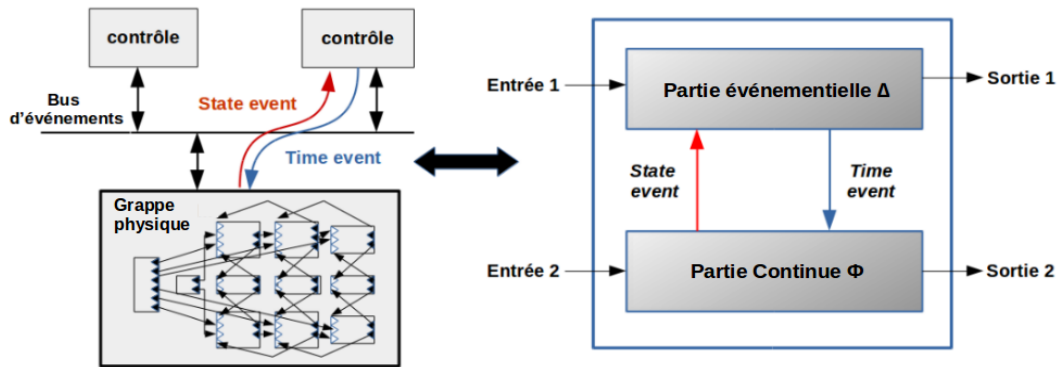 contrôle
contrôle
Bus
d'événements
State event
Time event
Grappe
physique
Entrée 1
Partie événementielle Δ
Sortie 1
State
event
Time
event
Entrée 2
Partie Continue Φ
Sortie 2